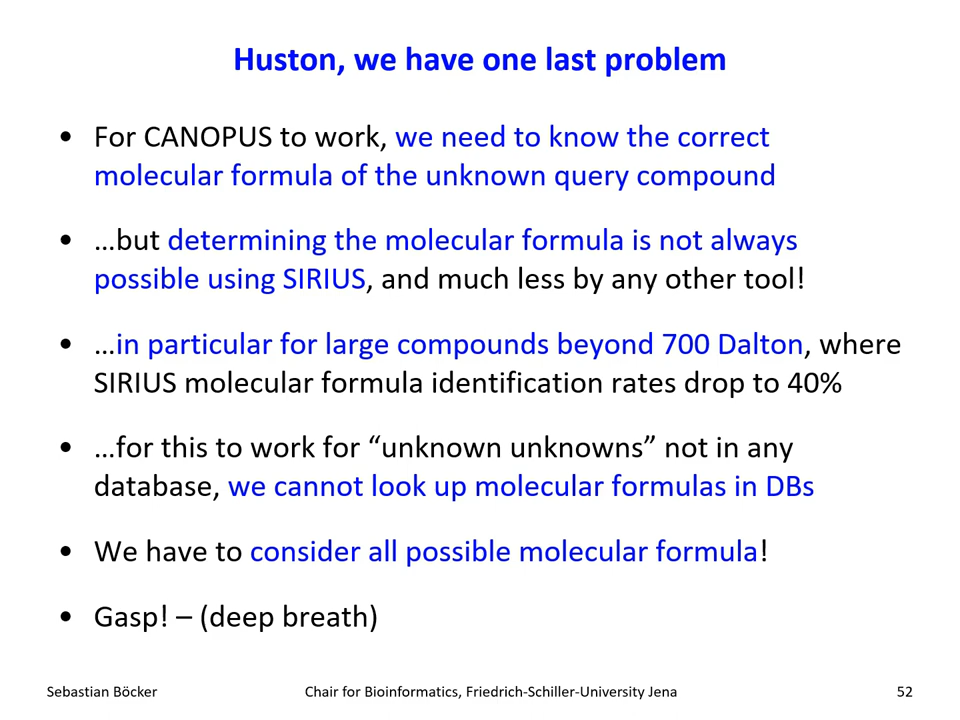 Huston, we have one last problem
• For CANOPUS to work, we need to know the correct
molecular formula of the unknown query compound
• …but determining the molecular formula is not always
possible using SIRIUS, and much less by any other tool!
• …in particular for large compounds beyond 700 Dalton, where
SIRIUS molecular formula identification rates drop to 40%
• …for this to work for “unknown unknowns” not in any
database, we cannot look up molecular formulas in DBs
• We have to consider all possible molecular formula!
• Gasp! – (deep breath)
Sebastian Böcker Chair for Bioinformatics, Friedrich-Schiller-University Jena 52